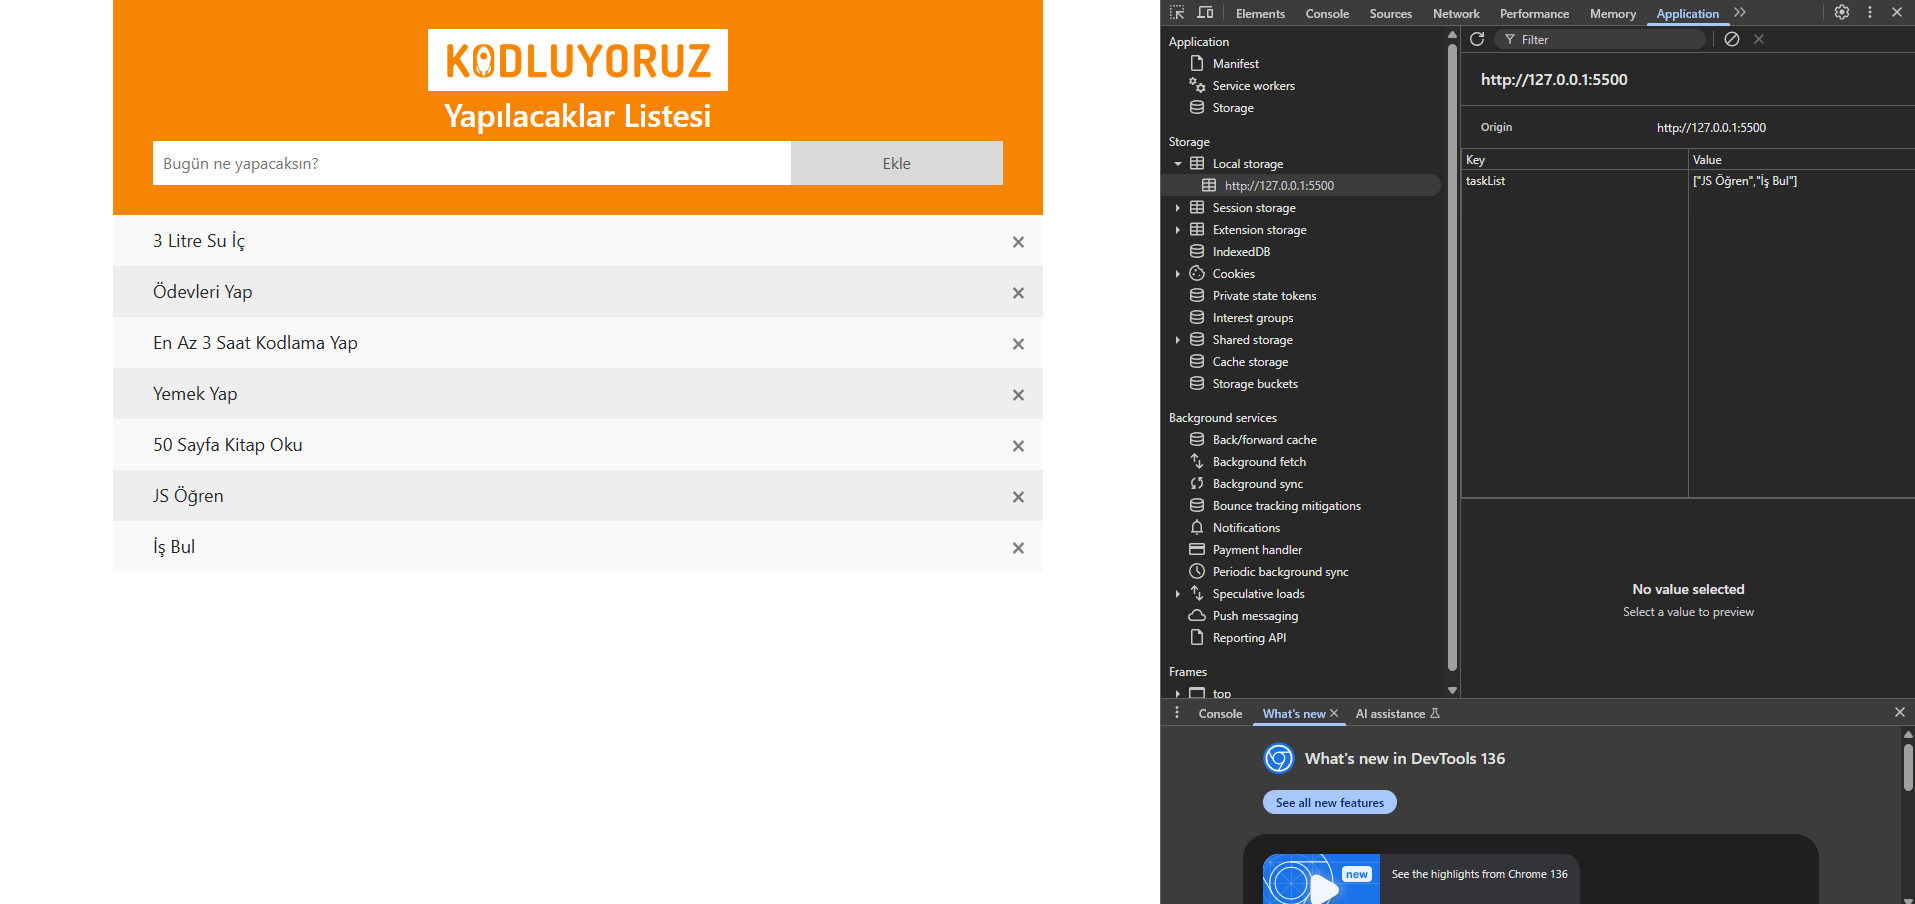 KODLUYORUZ
Yapılacaklar Listesi
Bugün ne yapacaksın?
Ekle
3 Litre Su İç
Ödevleri Yap
En Az 3 Saat Kodlama Yap
Yemek Yap
50 Sayfa Kitap Oku
JS Öğren
İş Bul
Elements Console Sources Network Performance Memory Application
Application
Manifest
Service workers
Storage
Storage
Local storage
http://127.0.0.1:5500
Session storage
Extension storage
IndexedDB
Cookies
Private state tokens
Interest groups
Shared storage
Cache storage
Storage buckets
Background services
Back/forward cache
Background fetch
Background sync
Bounce tracking mitigations
Notifications
Payment handler
Periodic background sync
Speculative loads
Push messaging
Reporting API
Frames
top
Filter
http://127.0.0.1:5500
Origin http://127.0.0.1:5500
Key Value
taskList ["JS Öğren","İş Bul"]
No value selected
Select a value to preview
Console What's new AI assistance
What's new in DevTools 136
See all new features
new
See the highlights from Chrome 136